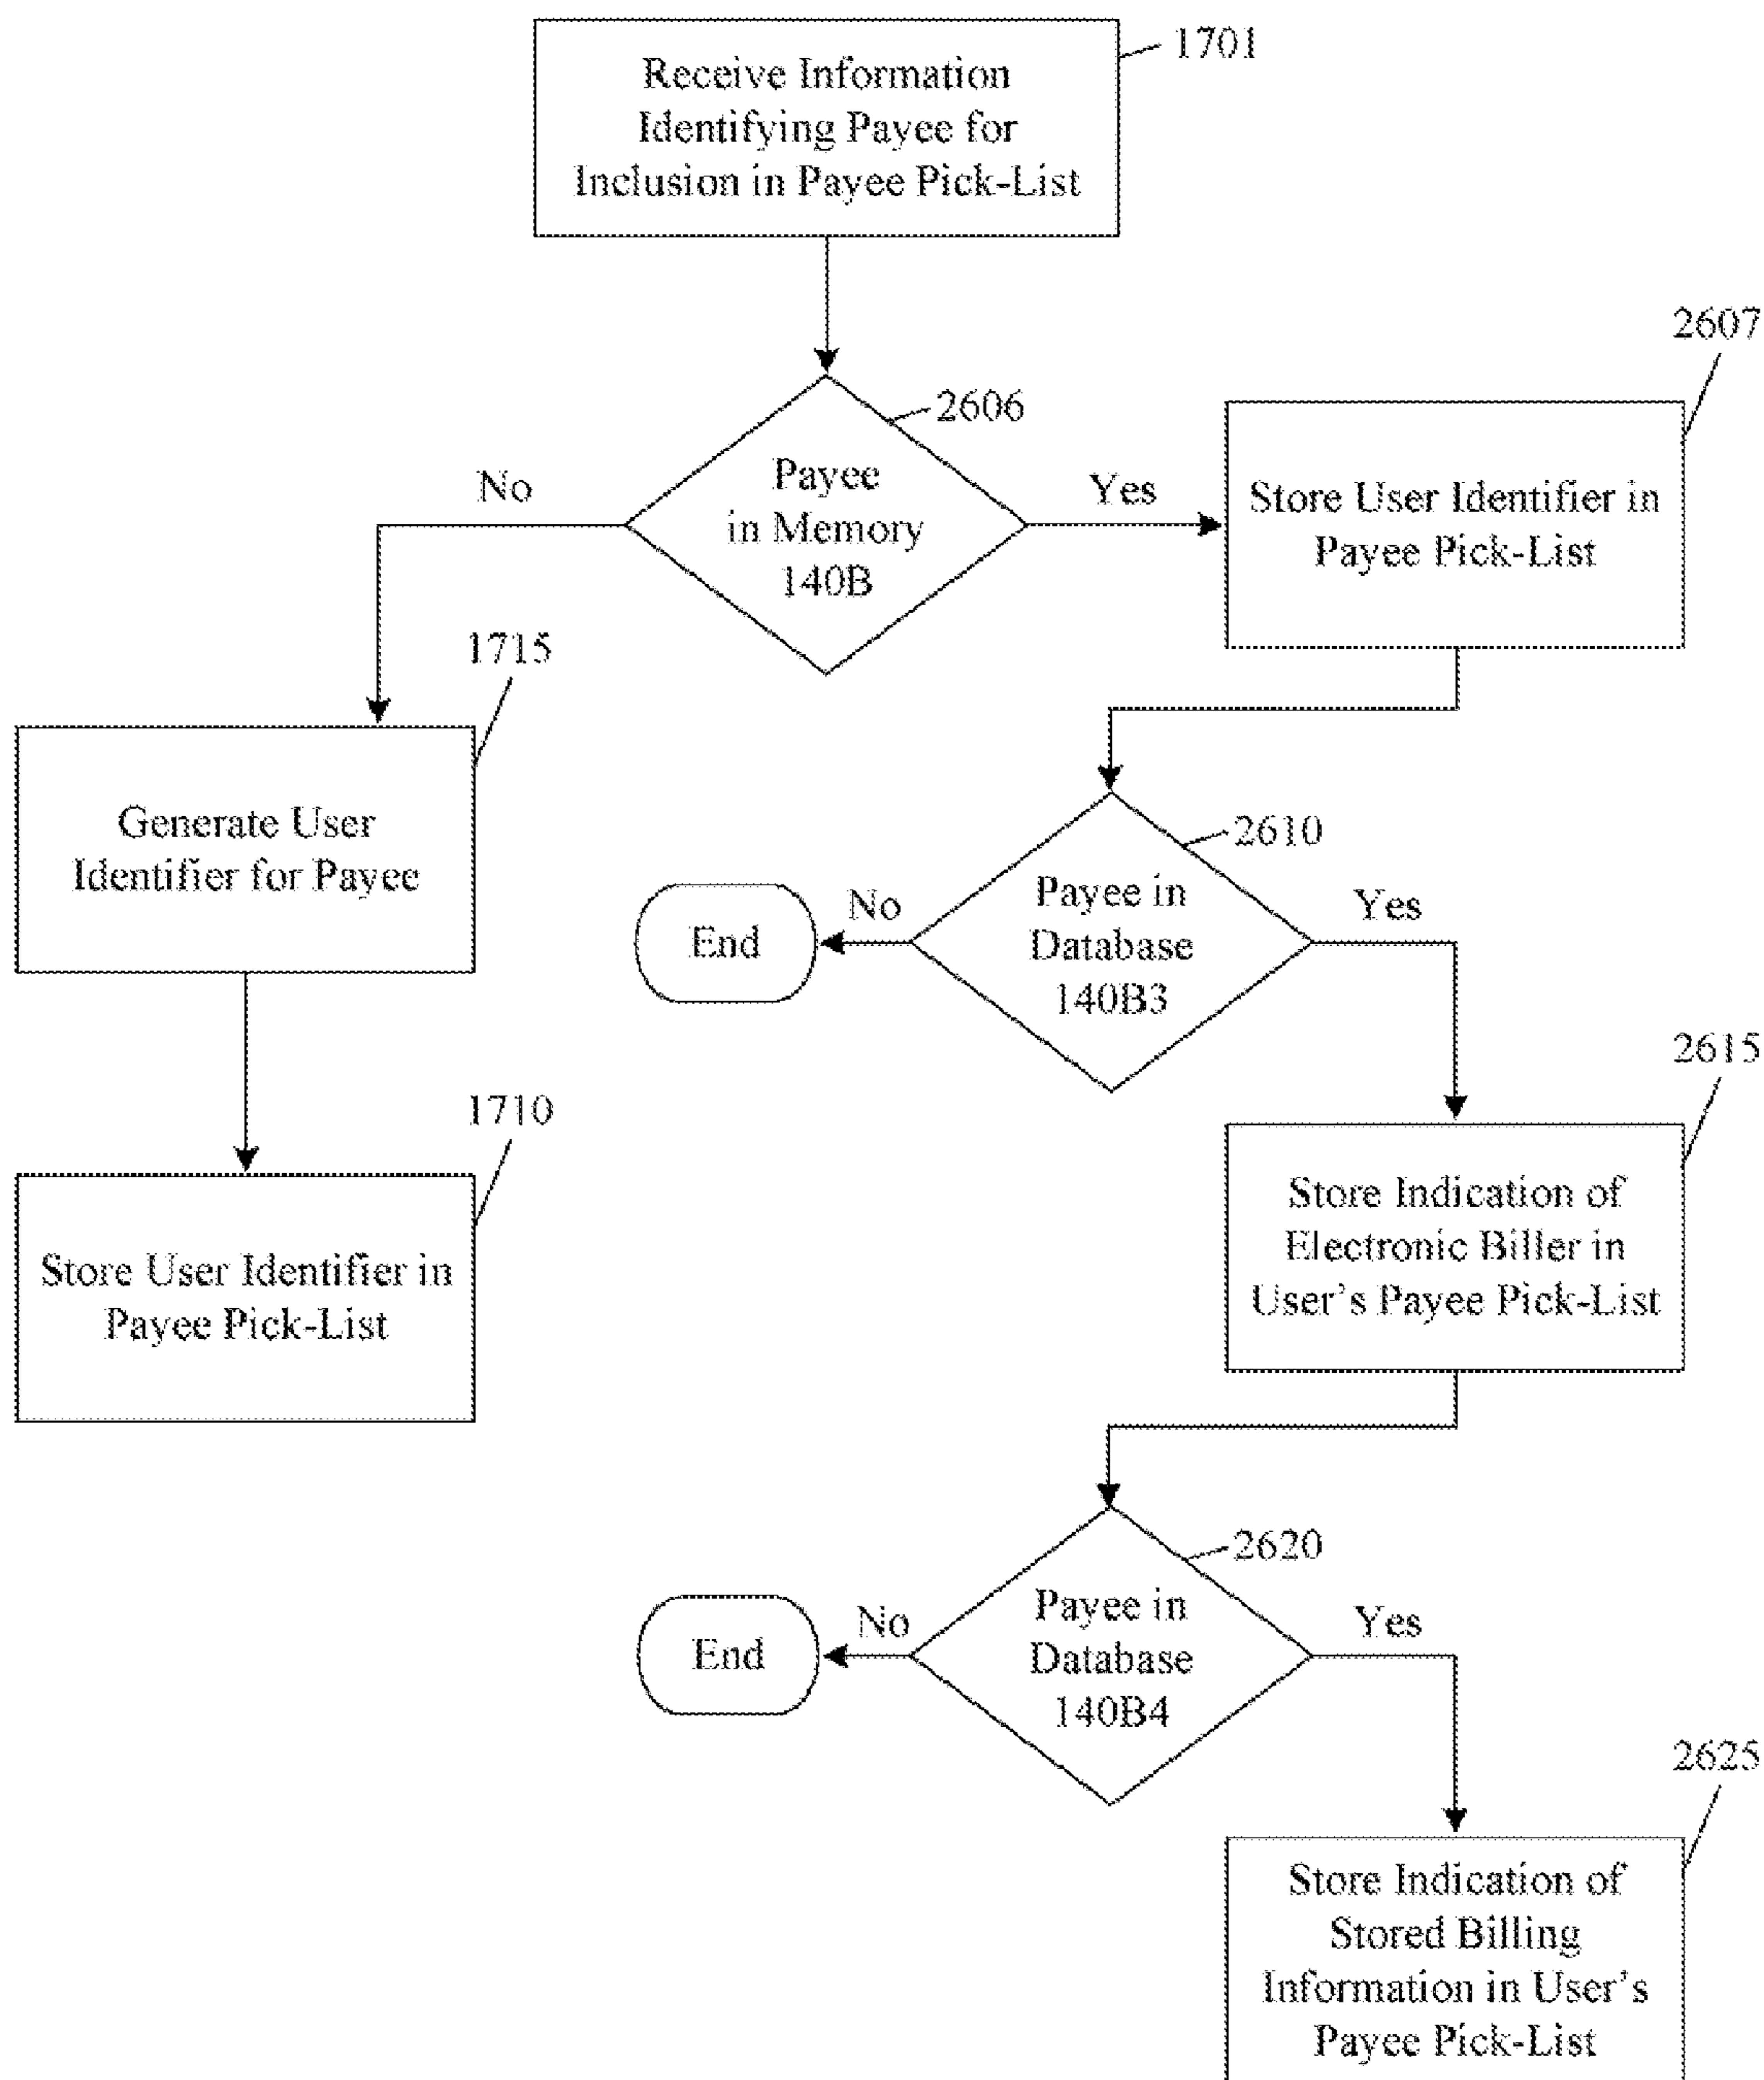 Receive Information
Identifying Payee for
Inclusion in Payee Pick-List
1701
2606
Payee
in Memory
140B
No
Yes
2607
Store User Identifier in
Payee Pick-List
1715
Generate User
Identifier for Payee
2610
Payee in
Database
140B3
No
Yes
End
1710
Store User Identifier in
Payee Pick-List
2615
Store Indication of
Electronic Biller in
User's Payee Pick-List
2620
Payee in
Database
140B4
No
Yes
End
2625
Store Indication of
Stored Billing
Information in User's
Payee Pick-List